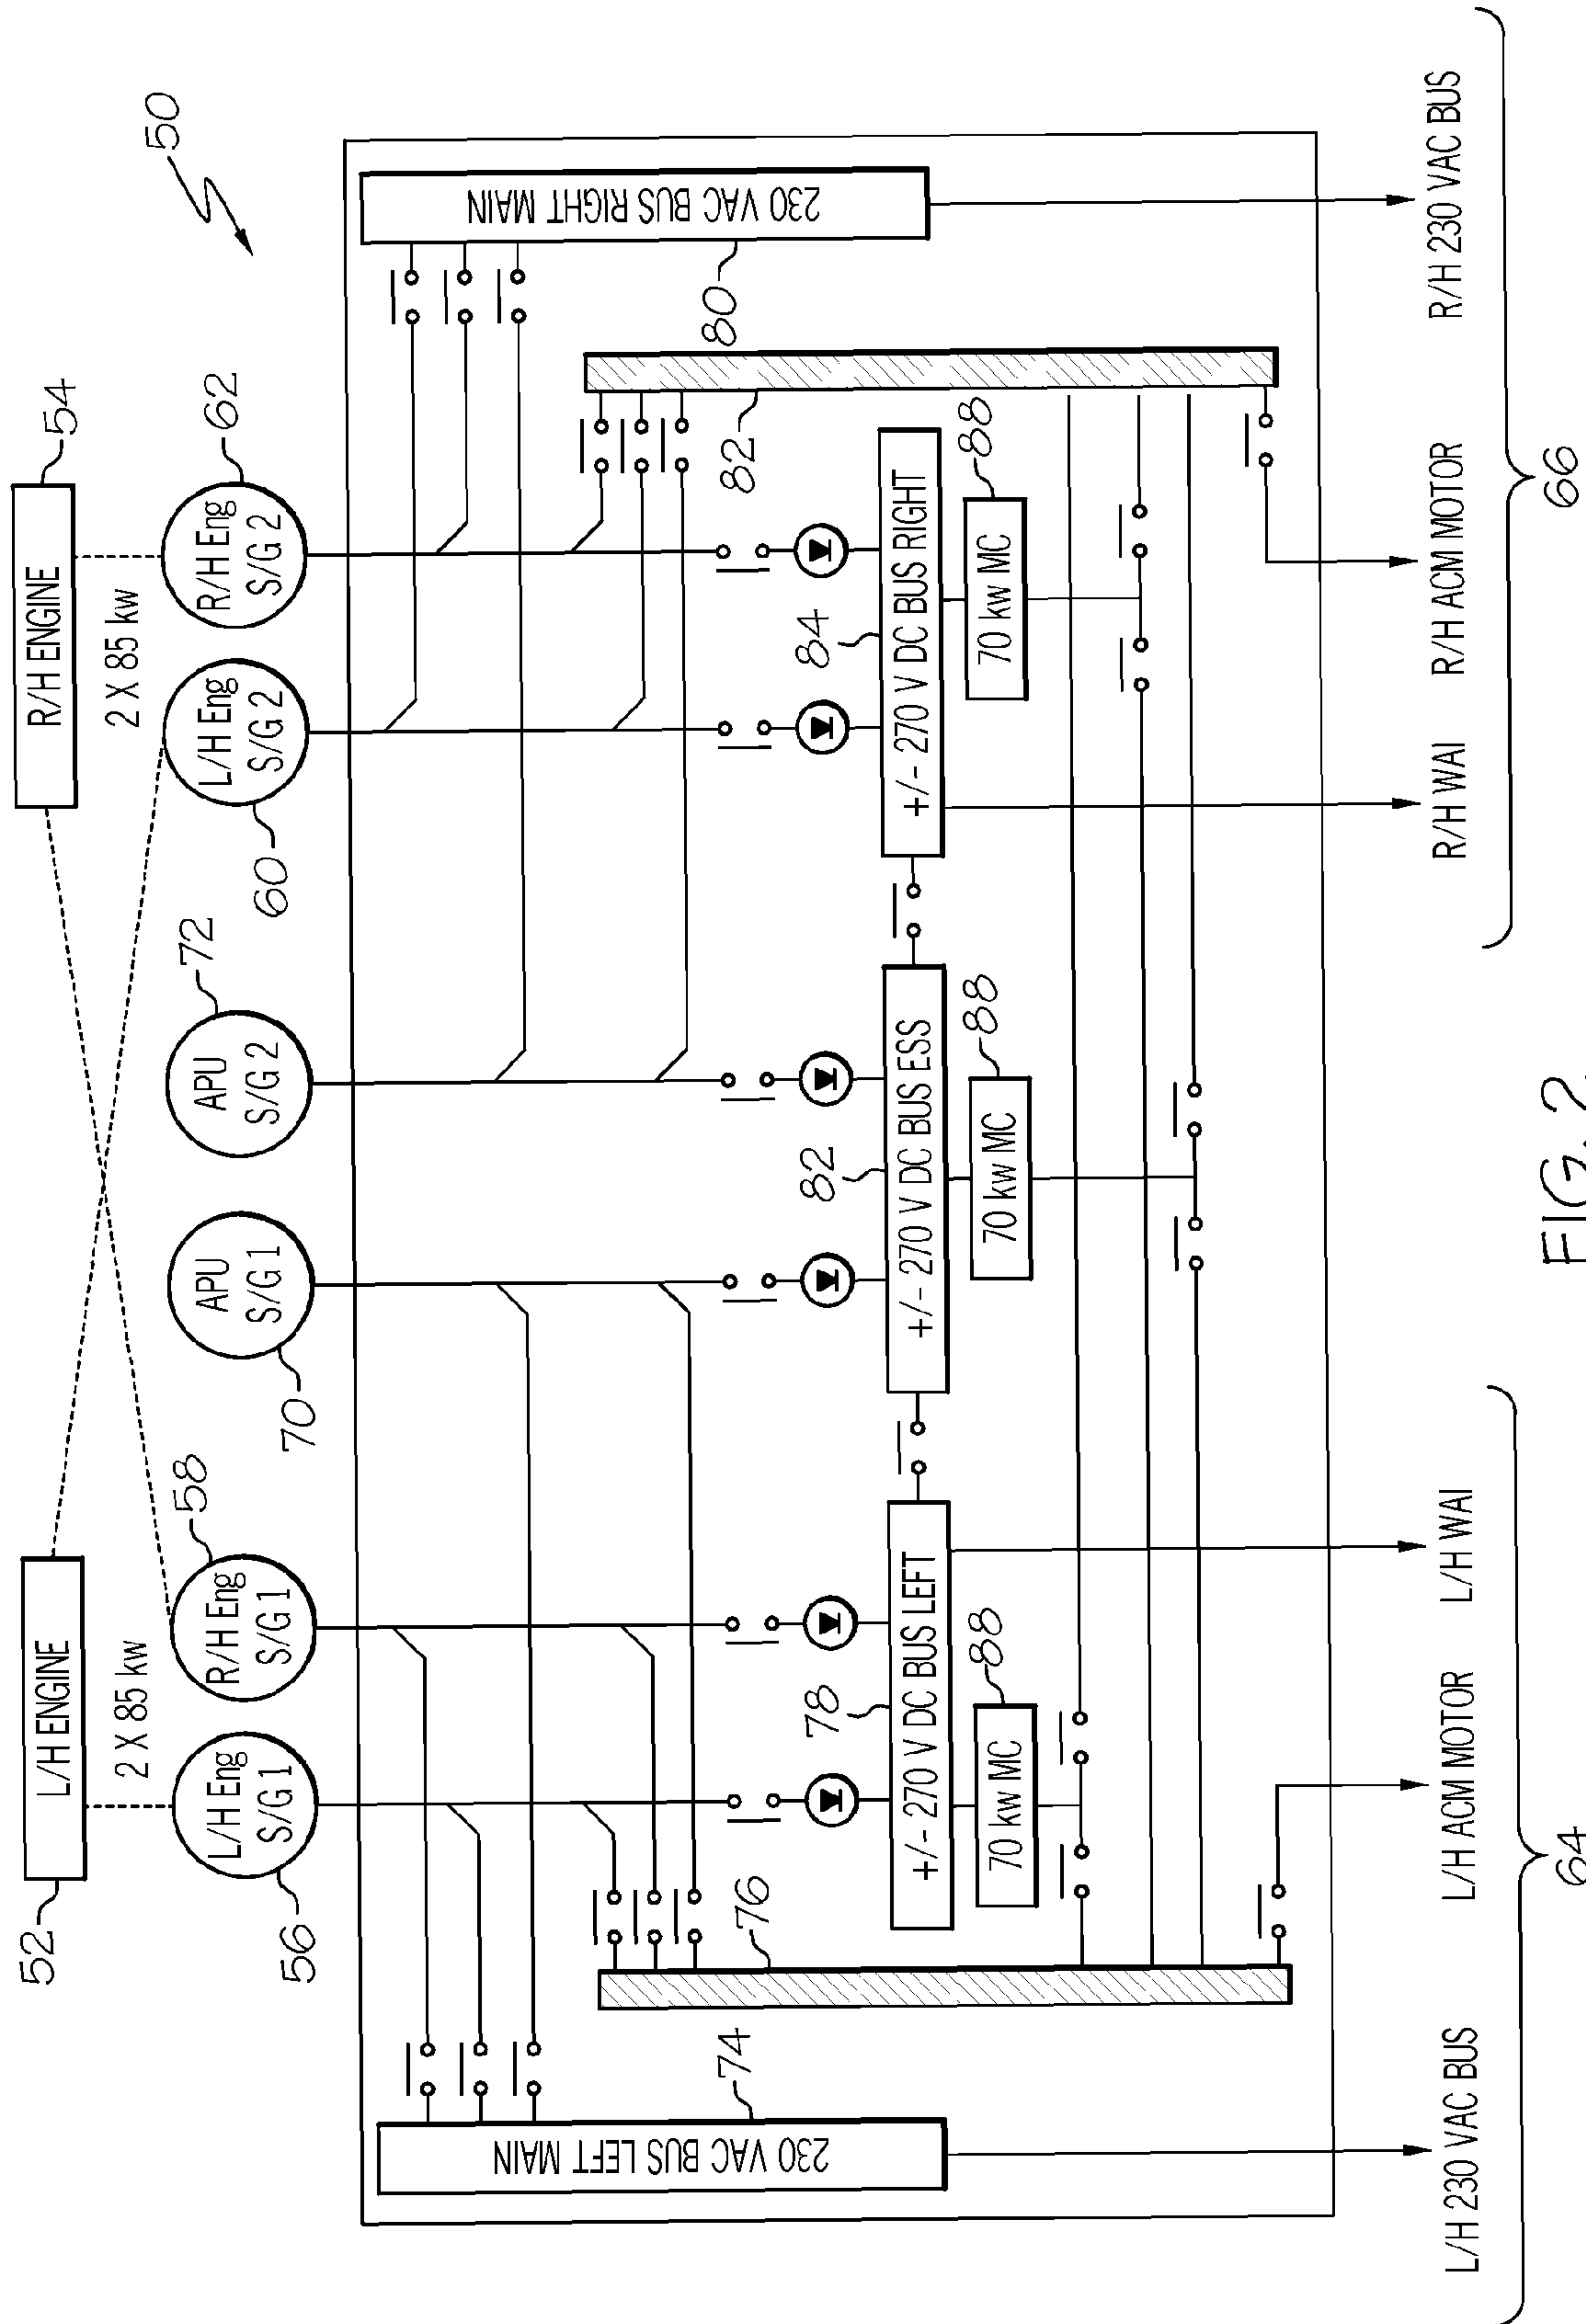 50
L/H ENGINE
52
R/H ENGINE
54
2 X 85 kw
2 X 85 kw
L/H Eng
S/G 1
56
R/H Eng
S/G 1
58
APU
S/G 1
70
APU
S/G 2
72
L/H Eng
S/G 2
60
R/H Eng
S/G 2
62
230 VAC BUS LEFT MAIN
74
76
230 VAC BUS RIGHT MAIN
80
82
+/- 270 V DC BUS LEFT
78
+/- 270 V DC BUS ESS
82
+/- 270 V DC BUS RIGHT
84
70 kw MC
88
70 kw MC
88
70 kw MC
88
L/H 230 VAC BUS
L/H ACM MOTOR
L/H WAI
R/H WAI
R/H ACM MOTOR
R/H 230 VAC BUS
64
66
FIG. 2